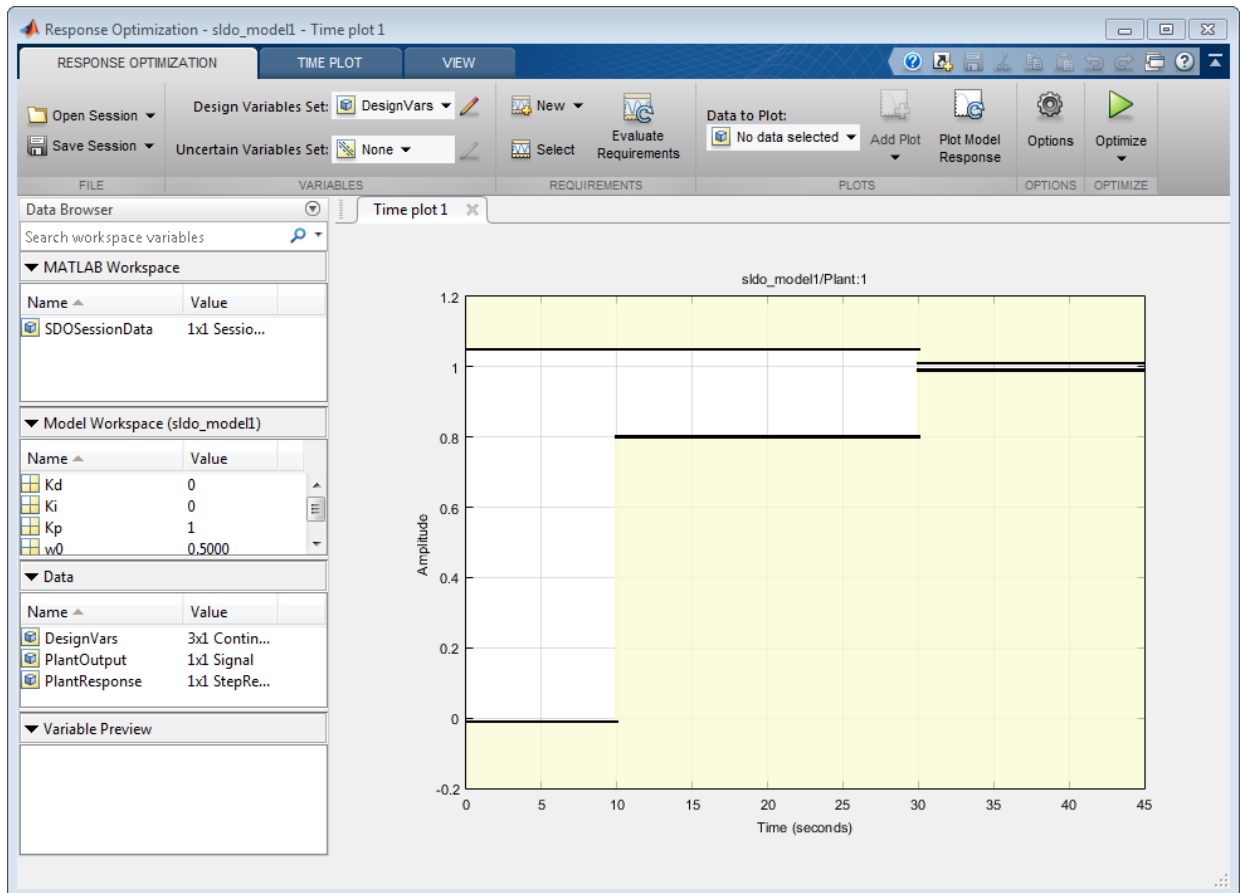 Response Optimization - sldo_model1 - Time plot 1
RESPONSE OPTIMIZATION
TIME PLOT
VIEW
Open Session
Save Session
FILE
Design Variables Set: DesignVars
Uncertain Variables Set: None
VARIABLES
New
Select
Evaluate
Requirements
REQUIREMENTS
Data to Plot:
No data selected
Add Plot
Plot Model
Response
PLOTS
Options
OPTIONS
Optimize
OPTIMIZE
Data Browser
Search workspace variables
MATLAB Workspace
Name Value
SDOSessionData 1x1 Sessio...
Model Workspace (sldo_model1)
Name Value
Kd 0
Ki 0
Kp 1
w0 0.5000
Data
Name Value
DesignVars 3x1 Contin...
PlantOutput 1x1 Signal
PlantResponse 1x1 StepRe...
Variable Preview
Time plot 1
sldo_model1/Plant:1
1.2
1
0.8
0.6
0.4
0.2
0
-0.2
Amplitude
0 5 10 15 20 25 30 35 40 45
Time (seconds)